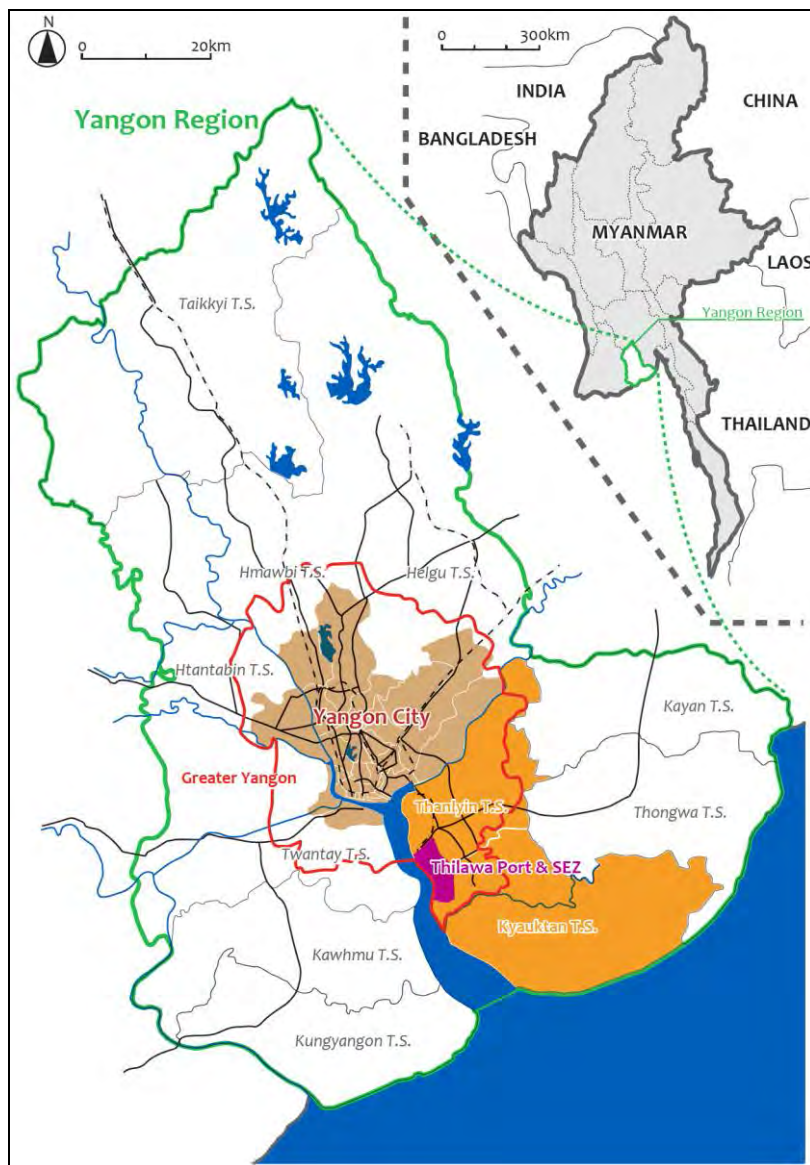 N
0 20km
0 300km
INDIA
CHINA
BANGLADESH
Yangon Region
MYANMAR
LAOS
Taikkyi T.S.
Yangon Region
THAILAND
Hmawbi T.S.
Helgu T.S.
Htantabin T.S.
Kayan T.S.
Yangon City
Greater Yangon
Thanlyin T.S.
Thongwa T.S.
Twantay T.S.
Thilawa Port & SEZ
Kyauktan T.S.
Kawhmu T.S.
Kungyangon T.S.